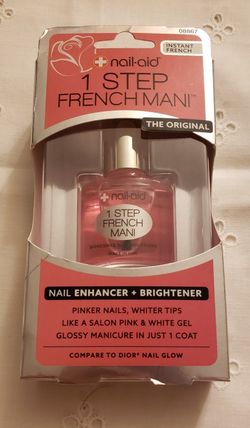 08867
nail-aid®
INSTANT
FRENCH
1 STEP
FRENCH MANI™
THE ORIGINAL
nail-aid
1 STEP
FRENCH
MANI
NAIL ENHANCER + BRIGHTENER
PINKER NAILS, WHITER TIPS
LIKE A SALON PINK & WHITE GEL
GLOSSY MANICURE IN JUST 1 COAT
COMPARE TO DIOR® NAIL GLOW